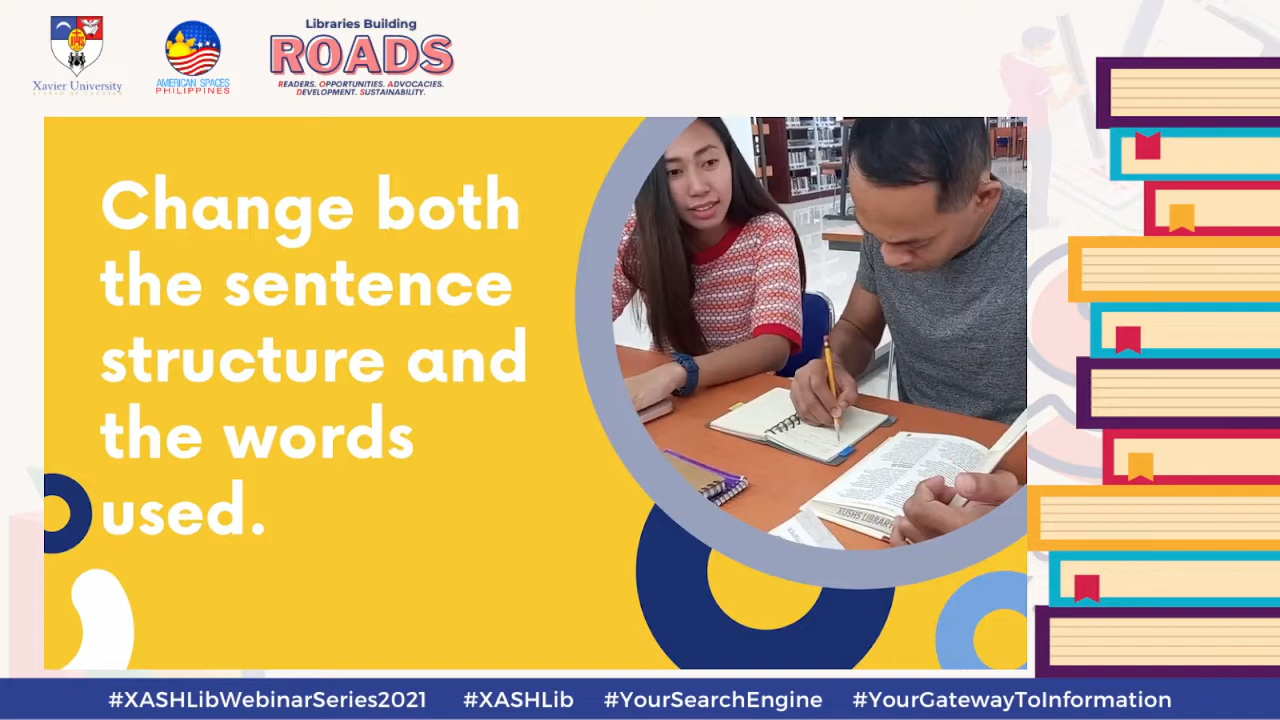 Xavier University
AMERICAN SPACES
PHILIPPINES
Libraries Building
ROADS
READERS. OPPORTUNITIES. ADVOCACIES.
DEVELOPMENT. SUSTAINABILITY.
Change both
the sentence
structure and
the words
used.
XUSHS LIBRARY
#XASHLibWebinarSeries2021 #XASHLib #YourSearchEngine #YourGatewayToInformation